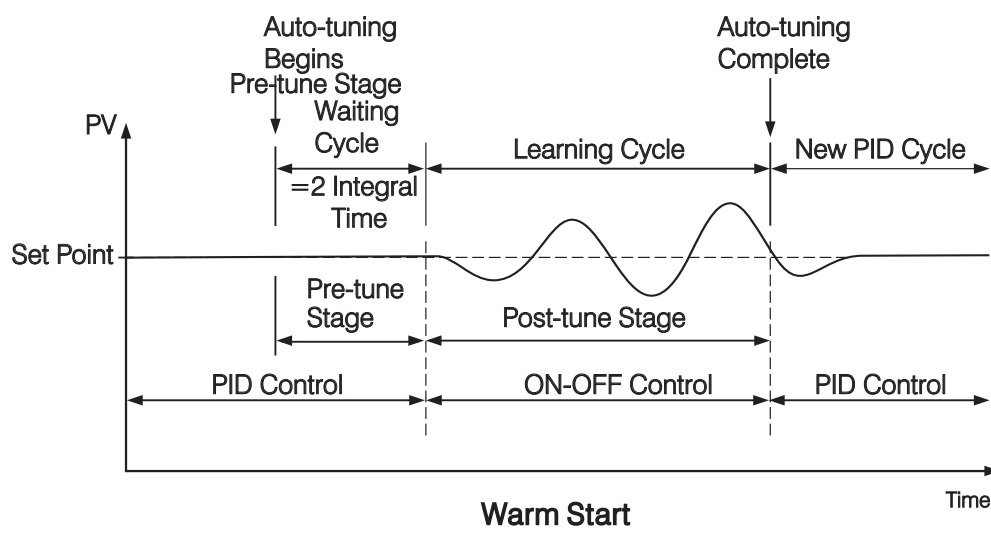 Auto-tuning
Begins
Pre-tune Stage
Auto-tuning
Complete
Waiting
Cycle
PV
Learning Cycle
New PID Cycle
=2 Integral
Time
Set Point
Pre-tune
Stage
Post-tune Stage
PID Control
ON-OFF Control
PID Control
Time
Warm Start